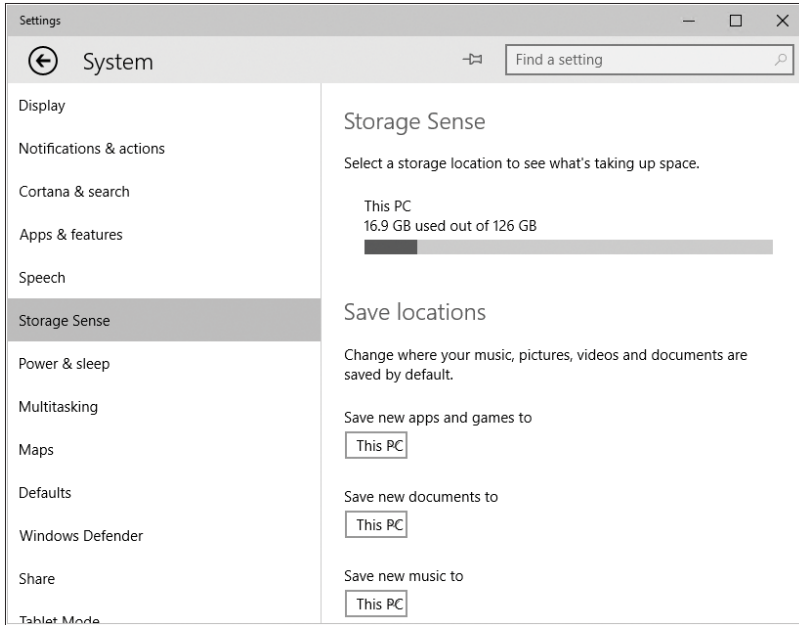 Settings
System
Find a setting
Display
Notifications & actions
Cortana & search
Apps & features
Speech
Storage Sense
Power & sleep
Multitasking
Maps
Defaults
Windows Defender
Share
Tablet Mode
Storage Sense
Select a storage location to see what's taking up space.
This PC
16.9 GB used out of 126 GB
Save locations
Change where your music, pictures, videos and documents are
saved by default.
Save new apps and games to
This PC
Save new documents to
This PC
Save new music to
This PC